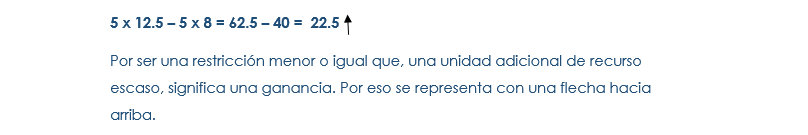 5 x 12.5 – 5 x 8 = 62.5 – 40 =  22.5
Por ser una restricción menor o igual que, una unidad adicional de recurso
escaso, significa una ganancia. Por eso se representa con una flecha hacia
arriba.